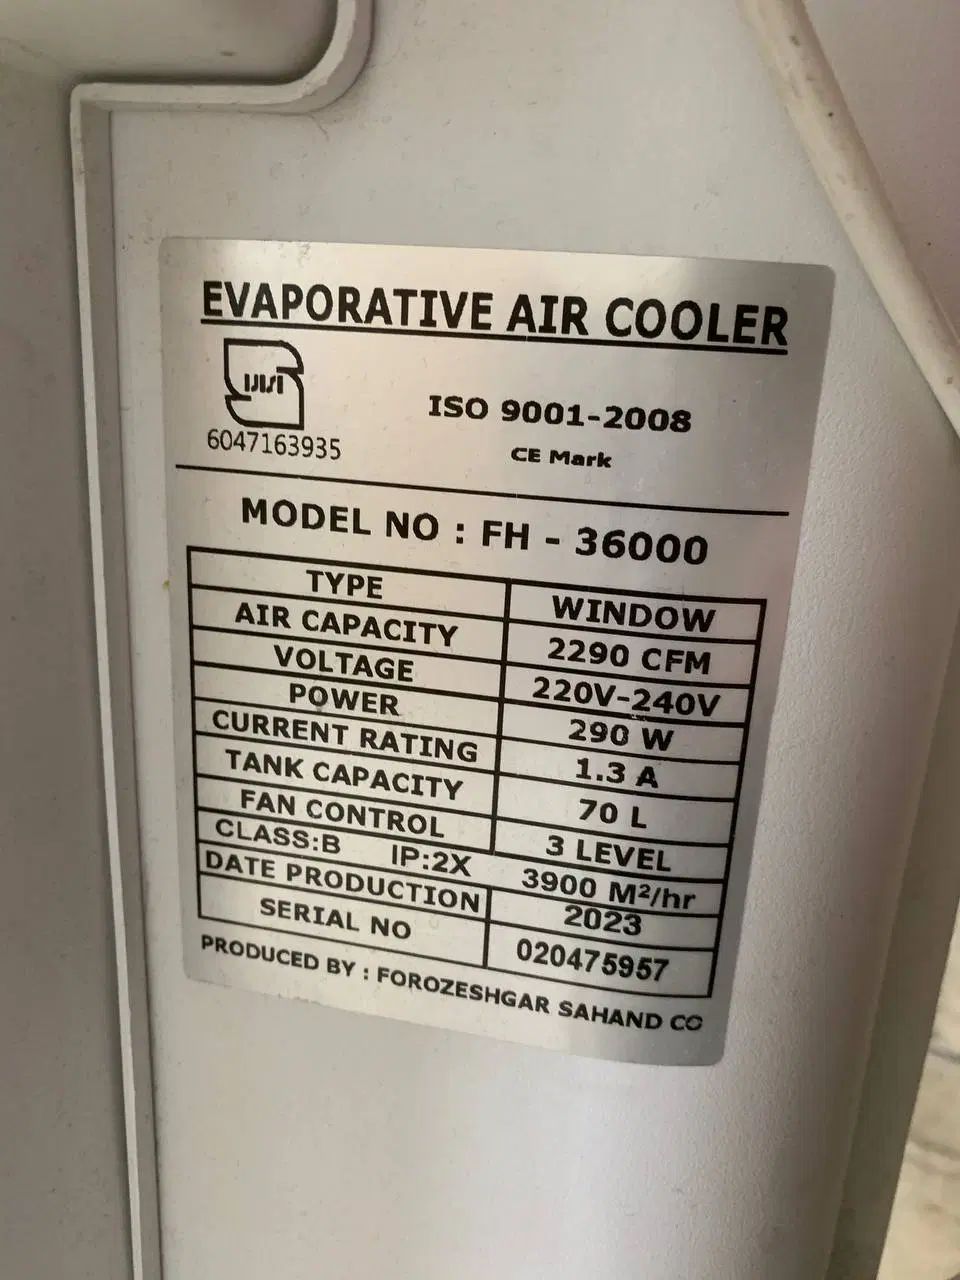 EVAPORATIVE AIR COOLER
6047163935
ISO 9001-2008
CE Mark
MODEL NO : FH - 36000
TYPE WINDOW
AIR CAPACITY 2290 CFM
VOLTAGE 220V-240V
POWER 290 W
CURRENT RATING 1.3 A
TANK CAPACITY 70 L
FAN CONTROL 3 LEVEL
CLASS:B IP:2X 3900 M²/hr
DATE PRODUCTION 2023
SERIAL NO 020475957
PRODUCED BY : FOROZESHGAR SAHAND CO